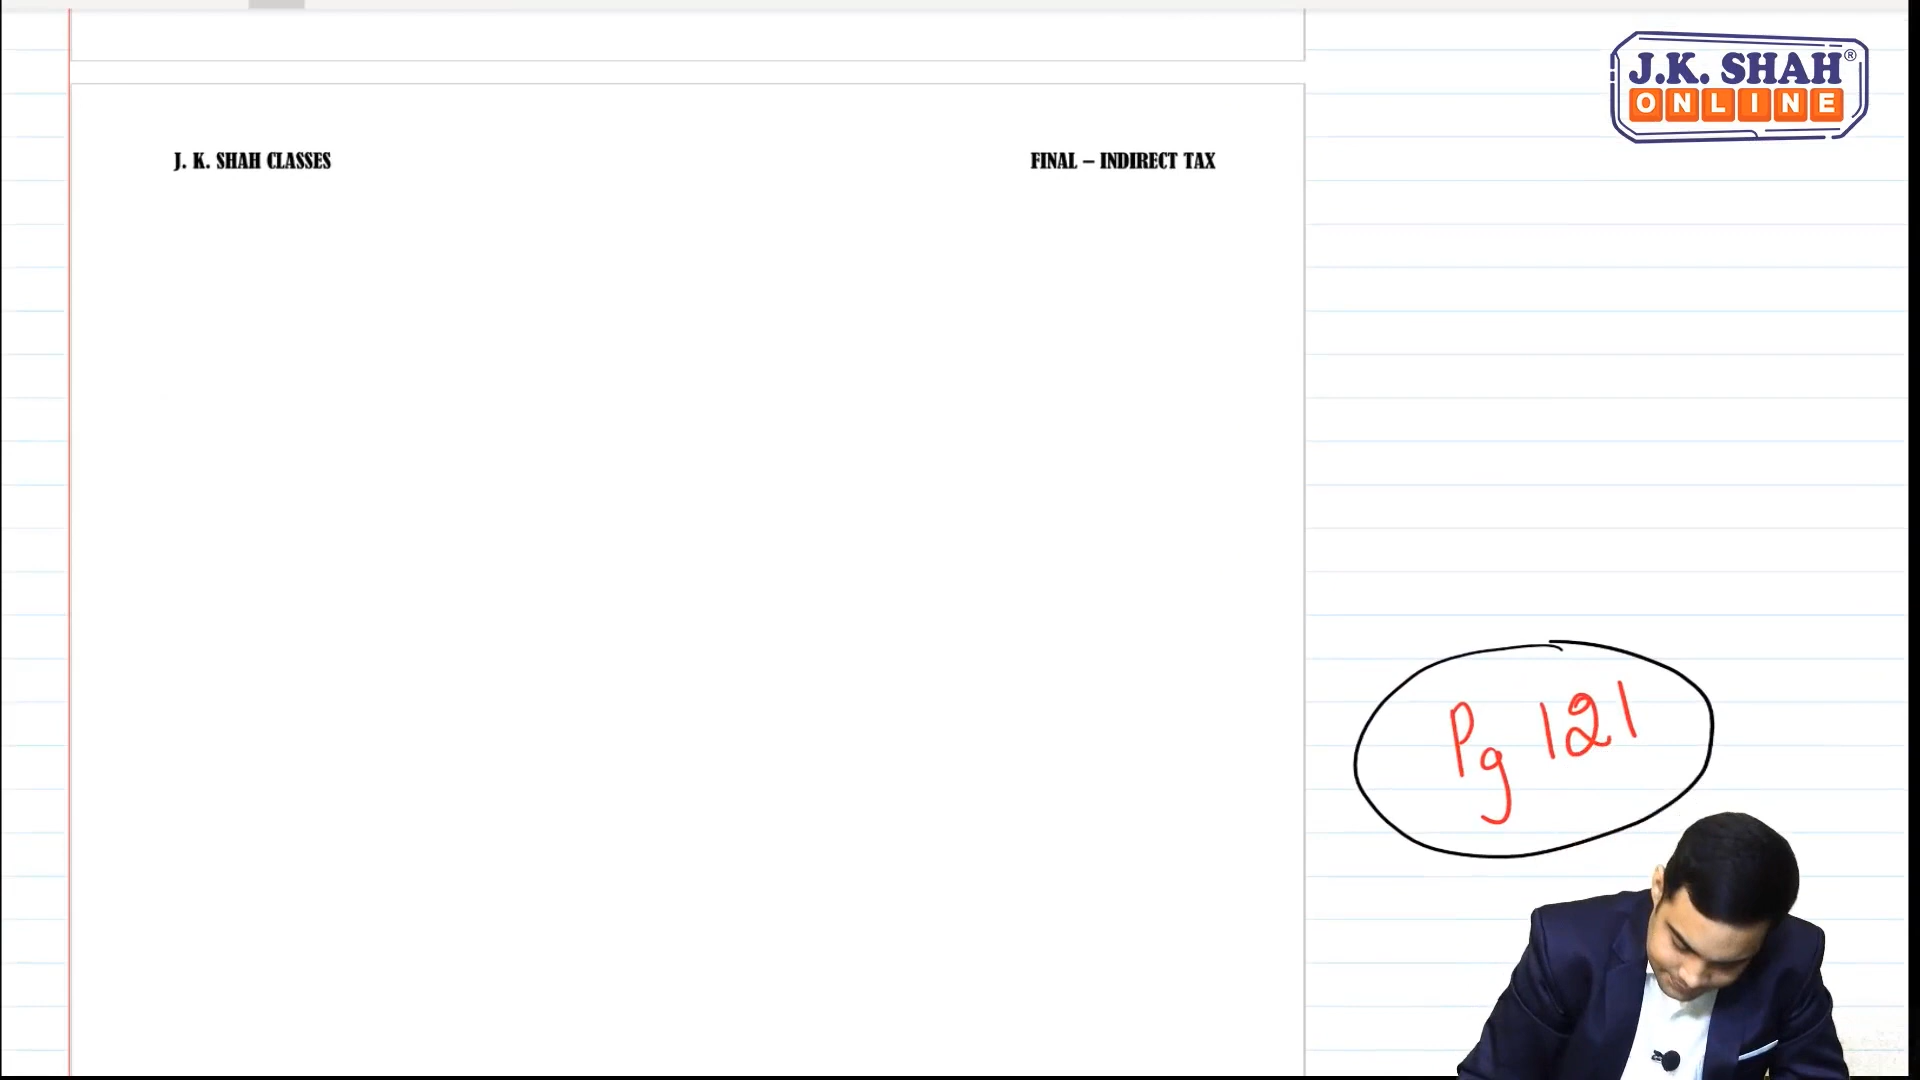 J.K. SHAH®
ONLINE
J. K. SHAH CLASSES
FINAL – INDIRECT TAX
Pg 121